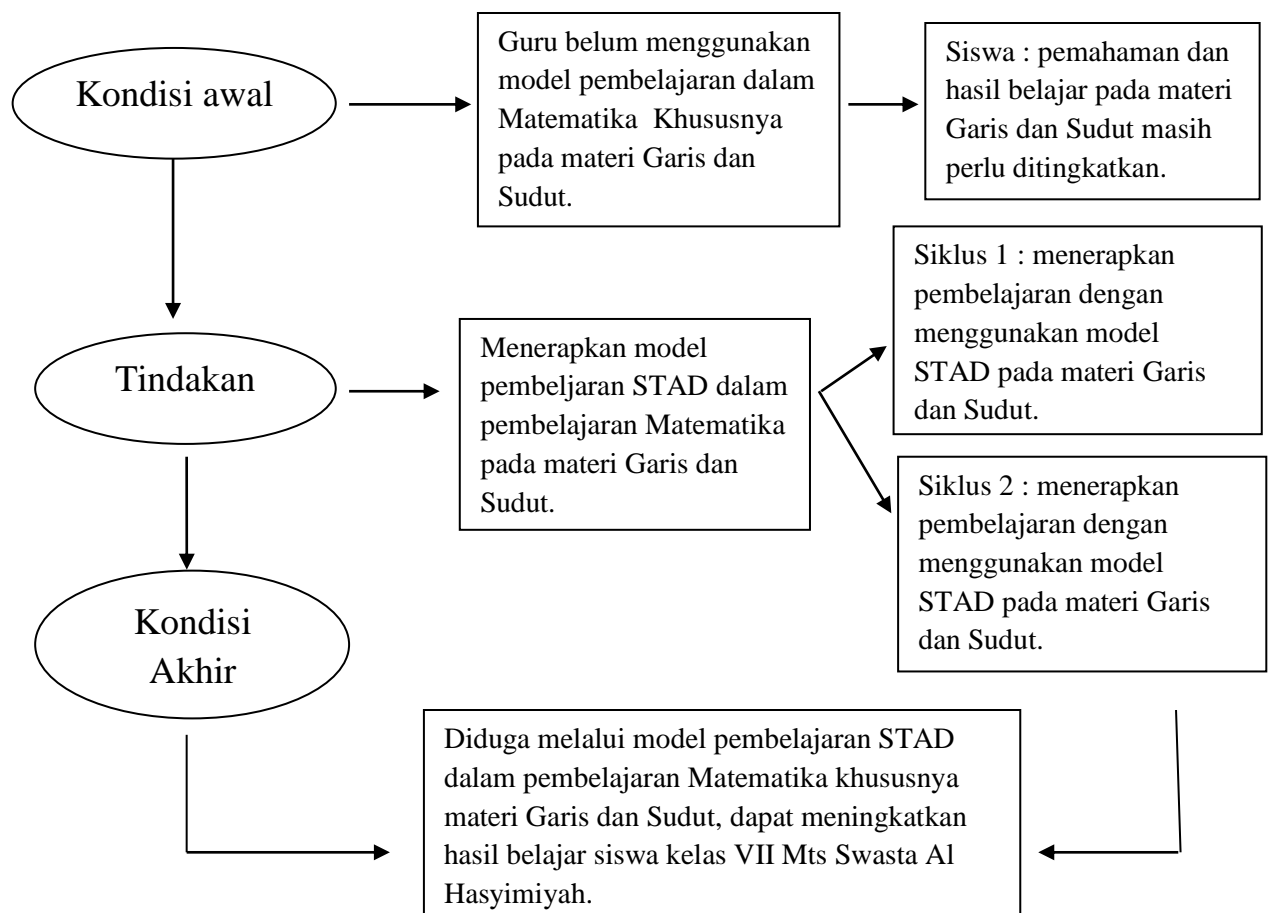 Kondisi awal
Guru belum menggunakan
model pembelajaran dalam
Matematika  Khususnya
pada materi Garis dan
Sudut.
Siswa : pemahaman dan
hasil belajar pada materi
Garis dan Sudut masih
perlu ditingkatkan.
Tindakan
Menerapkan model
pembeljaran STAD dalam
pembelajaran Matematika
pada materi Garis dan
Sudut.
Siklus 1 : menerapkan
pembelajaran dengan
menggunakan model
STAD pada materi Garis
dan Sudut.
Siklus 2 : menerapkan
pembelajaran dengan
menggunakan model
STAD pada materi Garis
dan Sudut.
Kondisi
Akhir
Diduga melalui model pembelajaran STAD
dalam pembelajaran Matematika khususnya
materi Garis dan Sudut, dapat meningkatkan
hasil belajar siswa kelas VII Mts Swasta Al
Hasyimiyah.